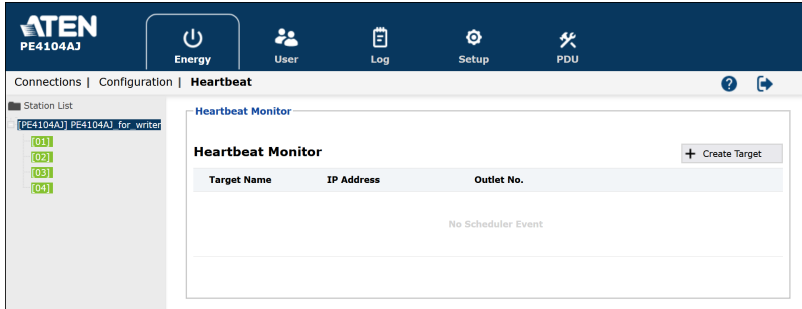 ATEN
PE4104AJ
Energy
User
Log
Setup
PDU
Connections | Configuration | Heartbeat
?
Station List
[PE4104AJ] PE4104AJ_for_writer
[01]
[02]
[03]
[04]
Heartbeat Monitor
Heartbeat Monitor
+ Create Target
Target Name IP Address Outlet No.
No Scheduler Event